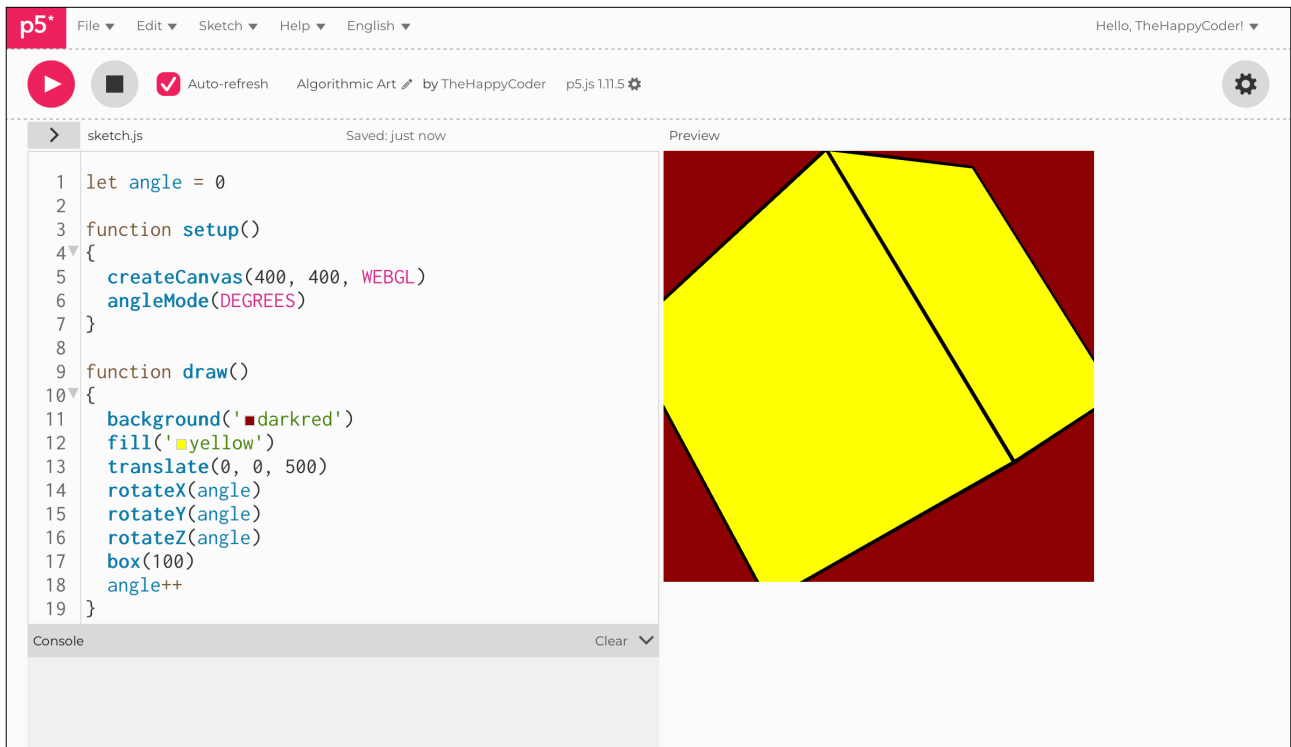 p5* File Edit Sketch Help English Hello, TheHappyCoder!
Auto-refresh Algorithmic Art by TheHappyCoder p5.js 1.11.5
sketch.js Saved: just now Preview
1 let angle = 0
2
3 function setup()
4 {
5 createCanvas(400, 400, WEBGL)
6 angleMode(DEGREES)
7 }
8
9 function draw()
10 {
11 background('darkred')
12 fill('yellow')
13 translate(0, 0, 500)
14 rotateX(angle)
15 rotateY(angle)
16 rotateZ(angle)
17 box(100)
18 angle++
19 }
Console Clear